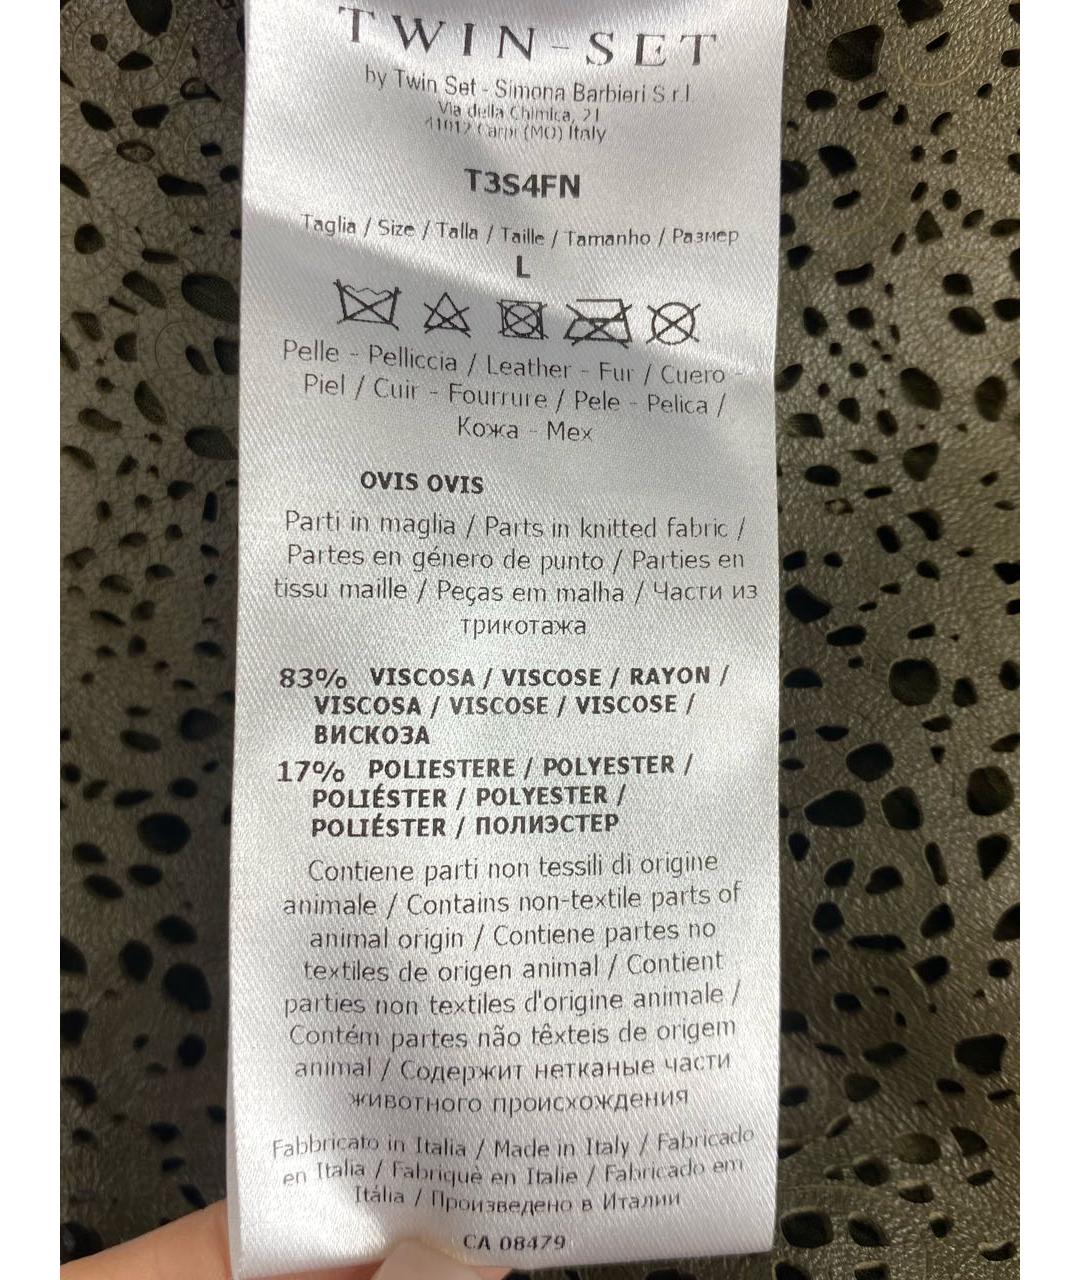 TWIN-SET
by Twin Set - Simona Barbieri S.r.l.
Via della Chimica, 21
41012 Carpi (MO) Italy
T3S4FN
Taglia / Size / Talla / Taille / Tamanho / Размер
L
Pelle - Pelliccia / Leather - Fur / Cuero -
Piel / Cuir - Fourrure / Pele - Pelica /
Кожа - Мех
OVIS OVIS
Parti in maglia / Parts in knitted fabric /
Partes en género de punto / Parties en
tissu maille / Peças em malha / Части из
трикотажа
83% VISCOSA / VISCOSE / RAYON /
VISCOSA / VISCOSE / VISCOSE /
ВИСКОЗА
17% POLIESTERE / POLYESTER /
POLIÉSTER / POLYESTER /
POLIÉSTER / ПОЛИЭСТЕР
Contiene parti non tessili di origine
animale / Contains non-textile parts of
animal origin / Contiene partes no
textiles de origen animal / Contient
parties non textiles d'origine animale /
Contém partes não têxteis de origem
animal / Содержит нетканые части
животного происхождения
Fabbricato in Italia / Made in Italy / Fabricado
en Italia / Fabriquè en Italie / Fabricado em
Itália / Произведено в Италии
CA 08479